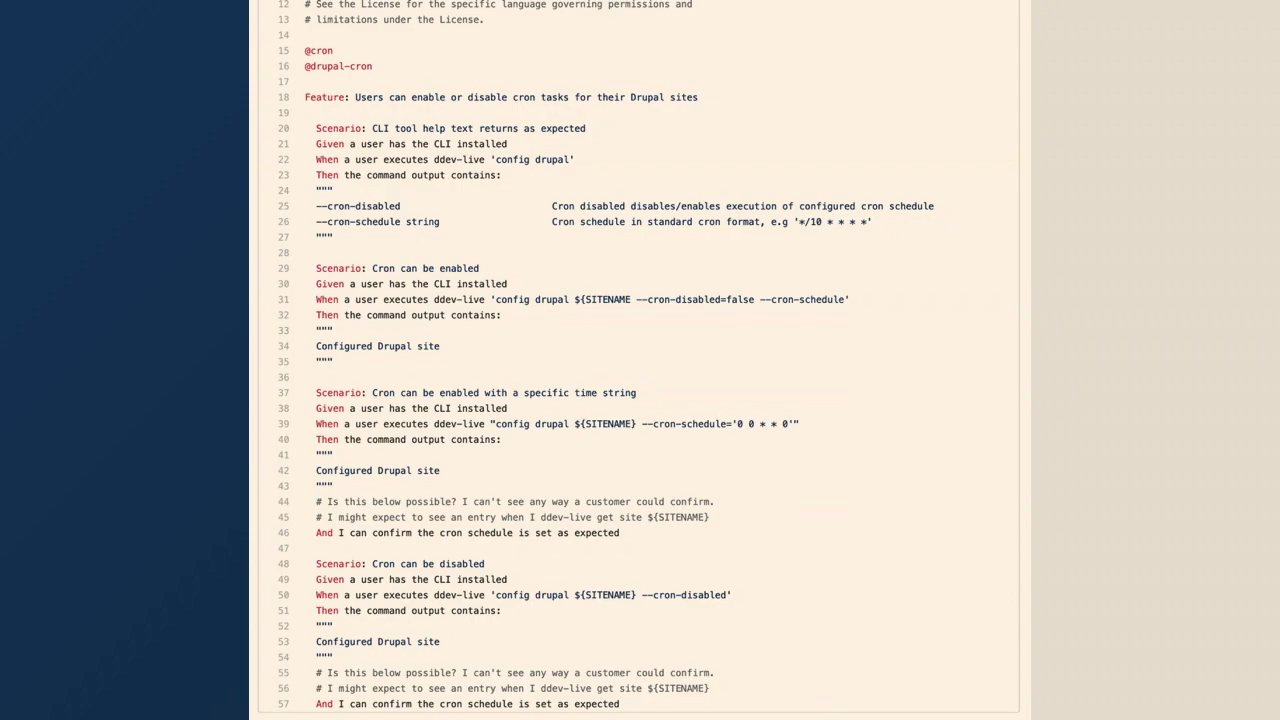 12 # See the License for the specific language governing permissions and
13 # limitations under the License.
14
15 @cron
16 @drupal-cron
17
18 Feature: Users can enable or disable cron tasks for their Drupal sites
19
20 Scenario: CLI tool help text returns as expected
21 Given a user has the CLI installed
22 When a user executes ddev-live 'config drupal'
23 Then the command output contains:
24 """
25 --cron-disabled Cron disabled disables/enables execution of configured cron schedule
26 --cron-schedule string Cron schedule in standard cron format, e.g '*/10 * * * *'
27 """
28
29 Scenario: Cron can be enabled
30 Given a user has the CLI installed
31 When a user executes ddev-live 'config drupal ${SITENAME --cron-disabled=false --cron-schedule'
32 Then the command output contains:
33 """
34 Configured Drupal site
35 """
36
37 Scenario: Cron can be enabled with a specific time string
38 Given a user has the CLI installed
39 When a user executes ddev-live "config drupal ${SITENAME} --cron-schedule='0 0 * * 0'"
40 Then the command output contains:
41 """
42 Configured Drupal site
43 """
44 # Is this below possible? I can't see any way a customer could confirm.
45 # I might expect to see an entry when I ddev-live get site ${SITENAME}
46 And I can confirm the cron schedule is set as expected
47
48 Scenario: Cron can be disabled
49 Given a user has the CLI installed
50 When a user executes ddev-live 'config drupal ${SITENAME} --cron-disabled'
51 Then the command output contains:
52 """
53 Configured Drupal site
54 """
55 # Is this below possible? I can't see any way a customer could confirm.
56 # I might expect to see an entry when I ddev-live get site ${SITENAME}
57 And I can confirm the cron schedule is set as expected